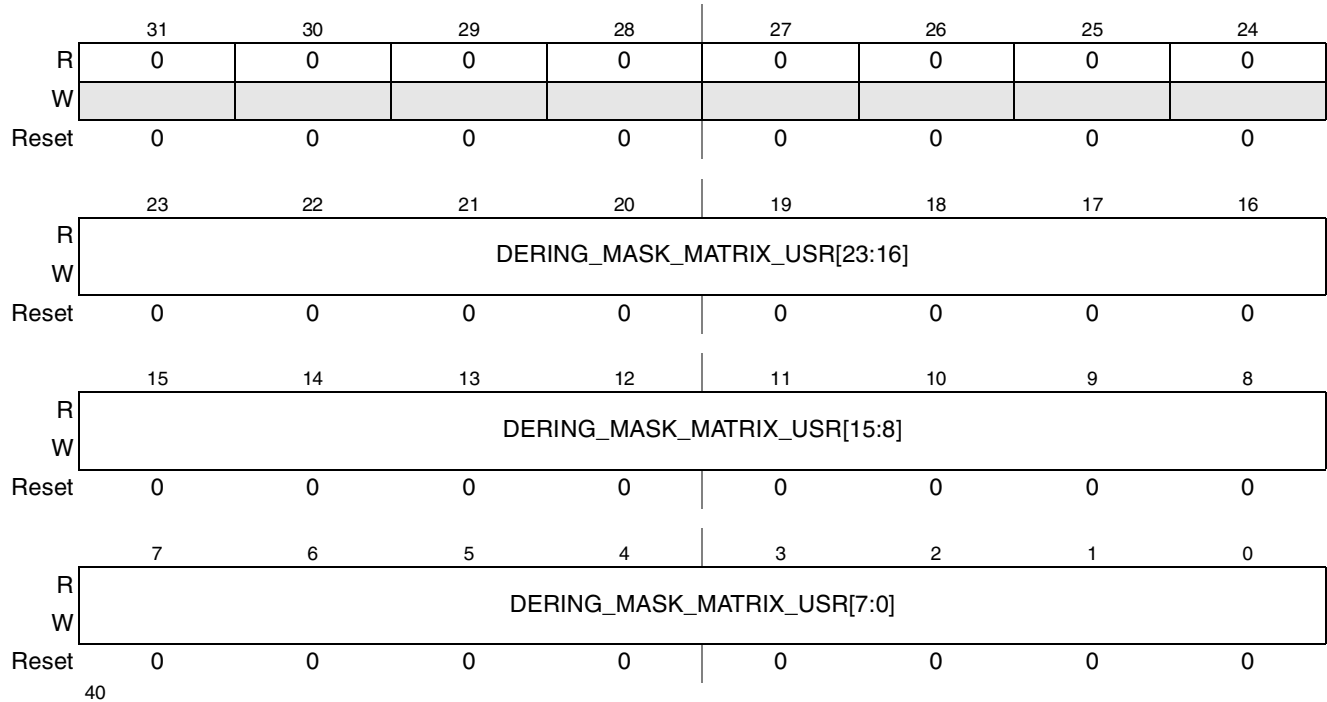 31 30 29 28 27 26 25 24
R 0 0 0 0 0 0 0 0
W
Reset 0 0 0 0 0 0 0 0
23 22 21 20 19 18 17 16
R
DERING_MASK_MATRIX_USR[23:16]
W
Reset 0 0 0 0 0 0 0 0
15 14 13 12 11 10 9 8
R
DERING_MASK_MATRIX_USR[15:8]
W
Reset 0 0 0 0 0 0 0 0
7 6 5 4 3 2 1 0
R
DERING_MASK_MATRIX_USR[7:0]
W
Reset 0 0 0 0 0 0 0 0
40